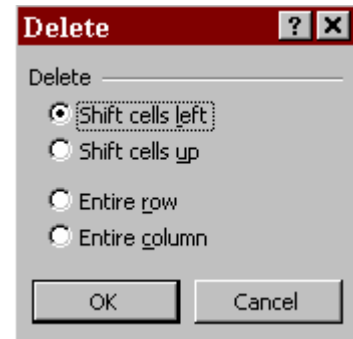 Delete
Delete
Shift cells left
Shift cells up
Entire row
Entire column
OK Cancel